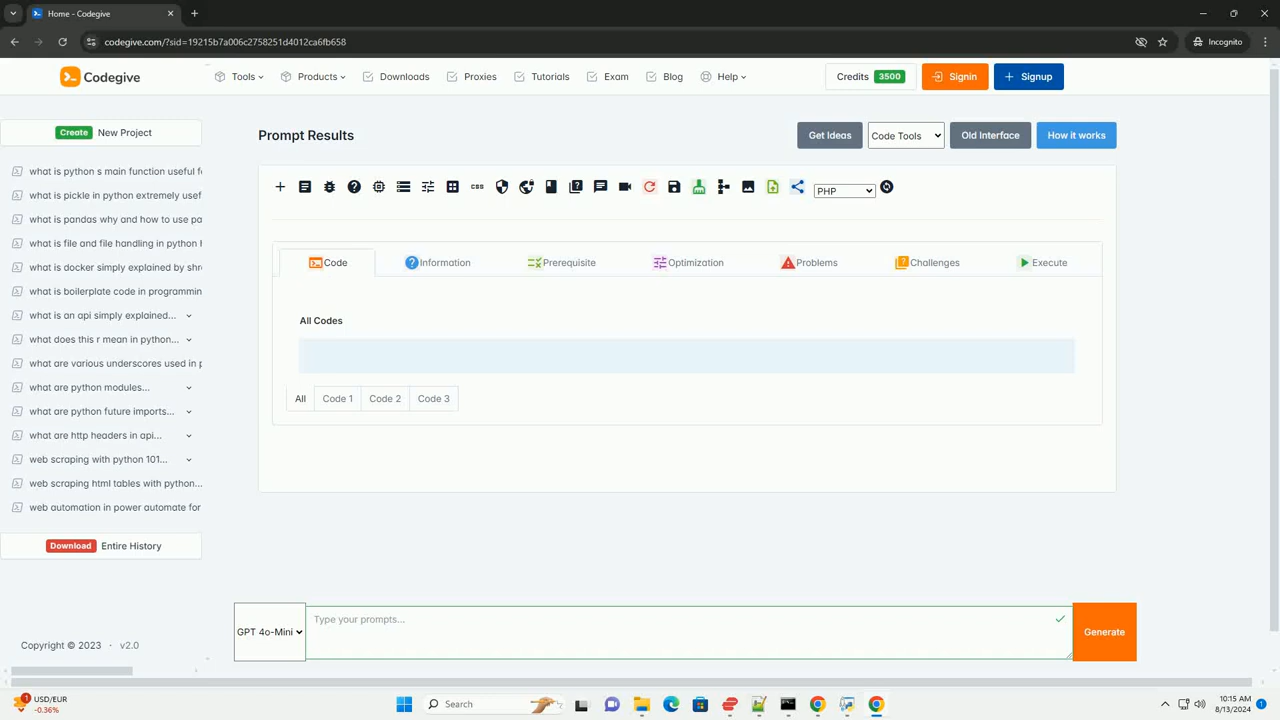 Home - Codegive
codegive.com/?sid=19215b7a006c2758251d4012ca6fb658
Incognito
Codegive
Tools
Products
Downloads
Proxies
Tutorials
Exam
Blog
Help
Credits 3500
Signin
Signup
Create New Project
what is python s main function useful f
what is pickle in python extremely usef
what is pandas why and how to use pa
what is file and file handling in python
what is docker simply explained by shr
what is boilerplate code in programmin
what is an api simply explained...
what does this r mean in python...
what are various underscores used in p
what are python modules...
what are python future imports...
what are http headers in api...
web scraping with python 101...
web scraping html tables with python...
web automation in power automate for
Download Entire History
Copyright © 2023 · v2.0
Prompt Results
Get Ideas
Code Tools
Old Interface
How it works
css
PHP
Code
Information
Prerequisite
Optimization
Problems
Challenges
Execute
All Codes
All
Code 1
Code 2
Code 3
GPT 4o-Mini
Type your prompts...
Generate
USD/EUR
-0.36%
Search
10:15 AM
8/13/2024